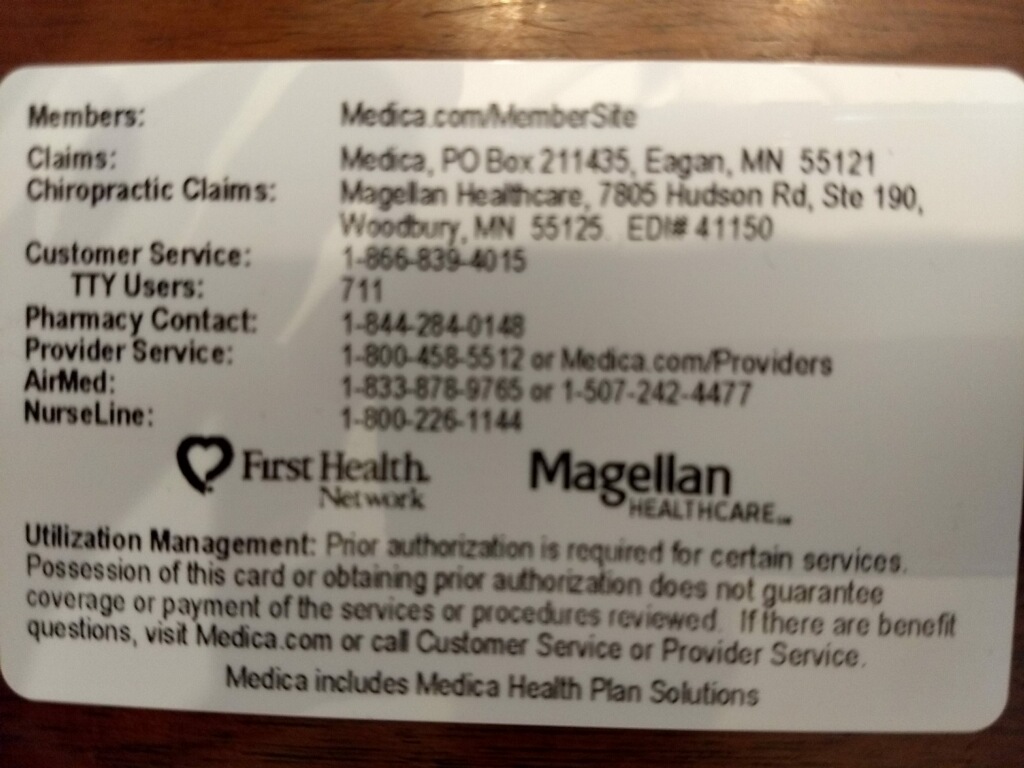 Members: Medica.com/MemberSite
Claims: Medica, PO Box 211435, Eagan, MN 55121
Chiropractic Claims: Magellan Healthcare, 7805 Hudson Rd, Ste 190,
Woodbury, MN 55125 EDI# 41150
Customer Service: 1-866-839-4015
TTY Users: 711
Pharmacy Contact: 1-844-284-0148
Provider Service: 1-800-458-5512 or Medica.com/Providers
AirMed: 1-833-878-9765 or 1-507-242-4477
NurseLine: 1-800-226-1144
First Health. Magellan
Network HEALTHCARE
Utilization Management: Prior authorization is required for certain services.
Possession of this card or obtaining prior authorization does not guarantee
coverage or payment of the services or procedures reviewed. If there are benefit
questions, visit Medica.com or call Customer Service or Provider Service.
Medica includes Medica Health Plan Solutions